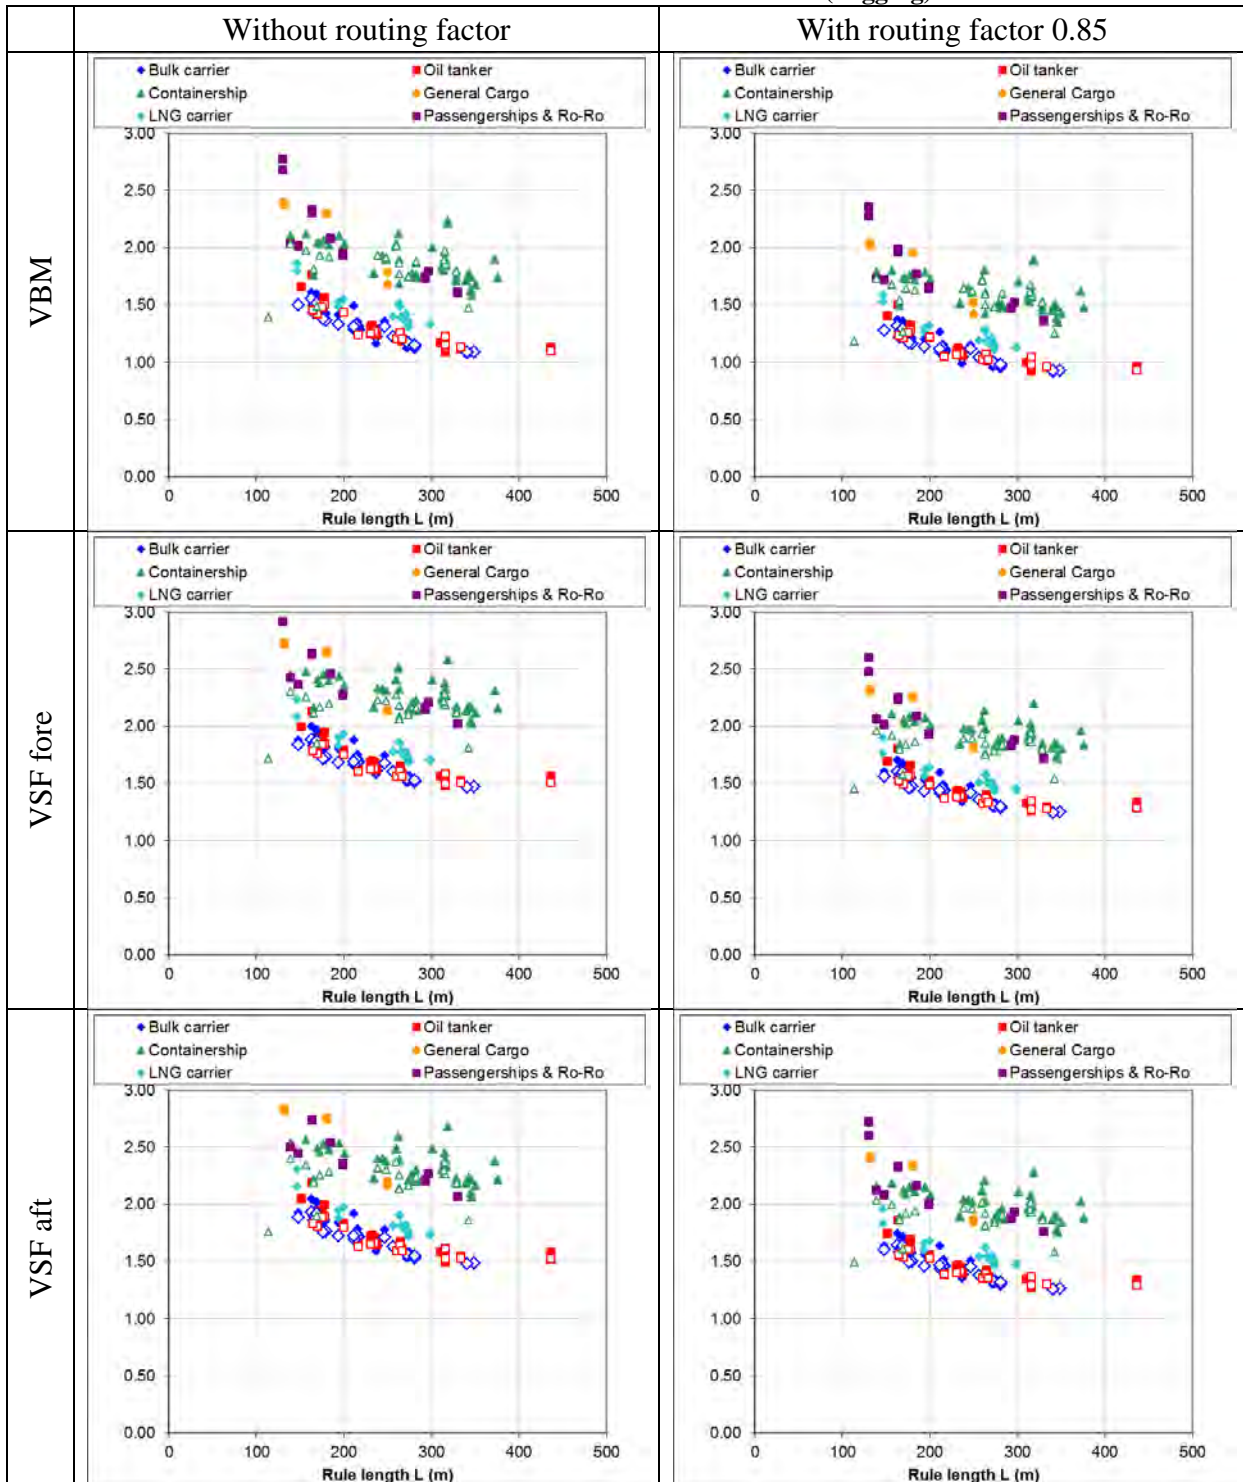 Without routing factor
With routing factor 0.85
VBM
Bulk carrier
Oil tanker
Containership
General Cargo
LNG carrier
Passengerships & Ro-Ro
3.00
2.50
2.00
1.50
1.00
0.50
0.00
0 100 200 300 400 500
Rule length L (m)
Bulk carrier
Oil tanker
Containership
General Cargo
LNG carrier
Passengerships & Ro-Ro
3.00
2.50
2.00
1.50
1.00
0.50
0.00
0 100 200 300 400 500
Rule length L (m)
VSF fore
Bulk carrier
Oil tanker
Containership
General Cargo
LNG carrier
Passengerships & Ro-Ro
3.00
2.50
2.00
1.50
1.00
0.50
0.00
0 100 200 300 400 500
Rule length L (m)
Bulk carrier
Oil tanker
Containership
General Cargo
LNG carrier
Passengerships & Ro-Ro
3.00
2.50
2.00
1.50
1.00
0.50
0.00
0 100 200 300 400 500
Rule length L (m)
VSF aft
Bulk carrier
Oil tanker
Containership
General Cargo
LNG carrier
Passengerships & Ro-Ro
3.00
2.50
2.00
1.50
1.00
0.50
0.00
0 100 200 300 400 500
Rule length L (m)
Bulk carrier
Oil tanker
Containership
General Cargo
LNG carrier
Passengerships & Ro-Ro
3.00
2.50
2.00
1.50
1.00
0.50
0.00
0 100 200 300 400 500
Rule length L (m)